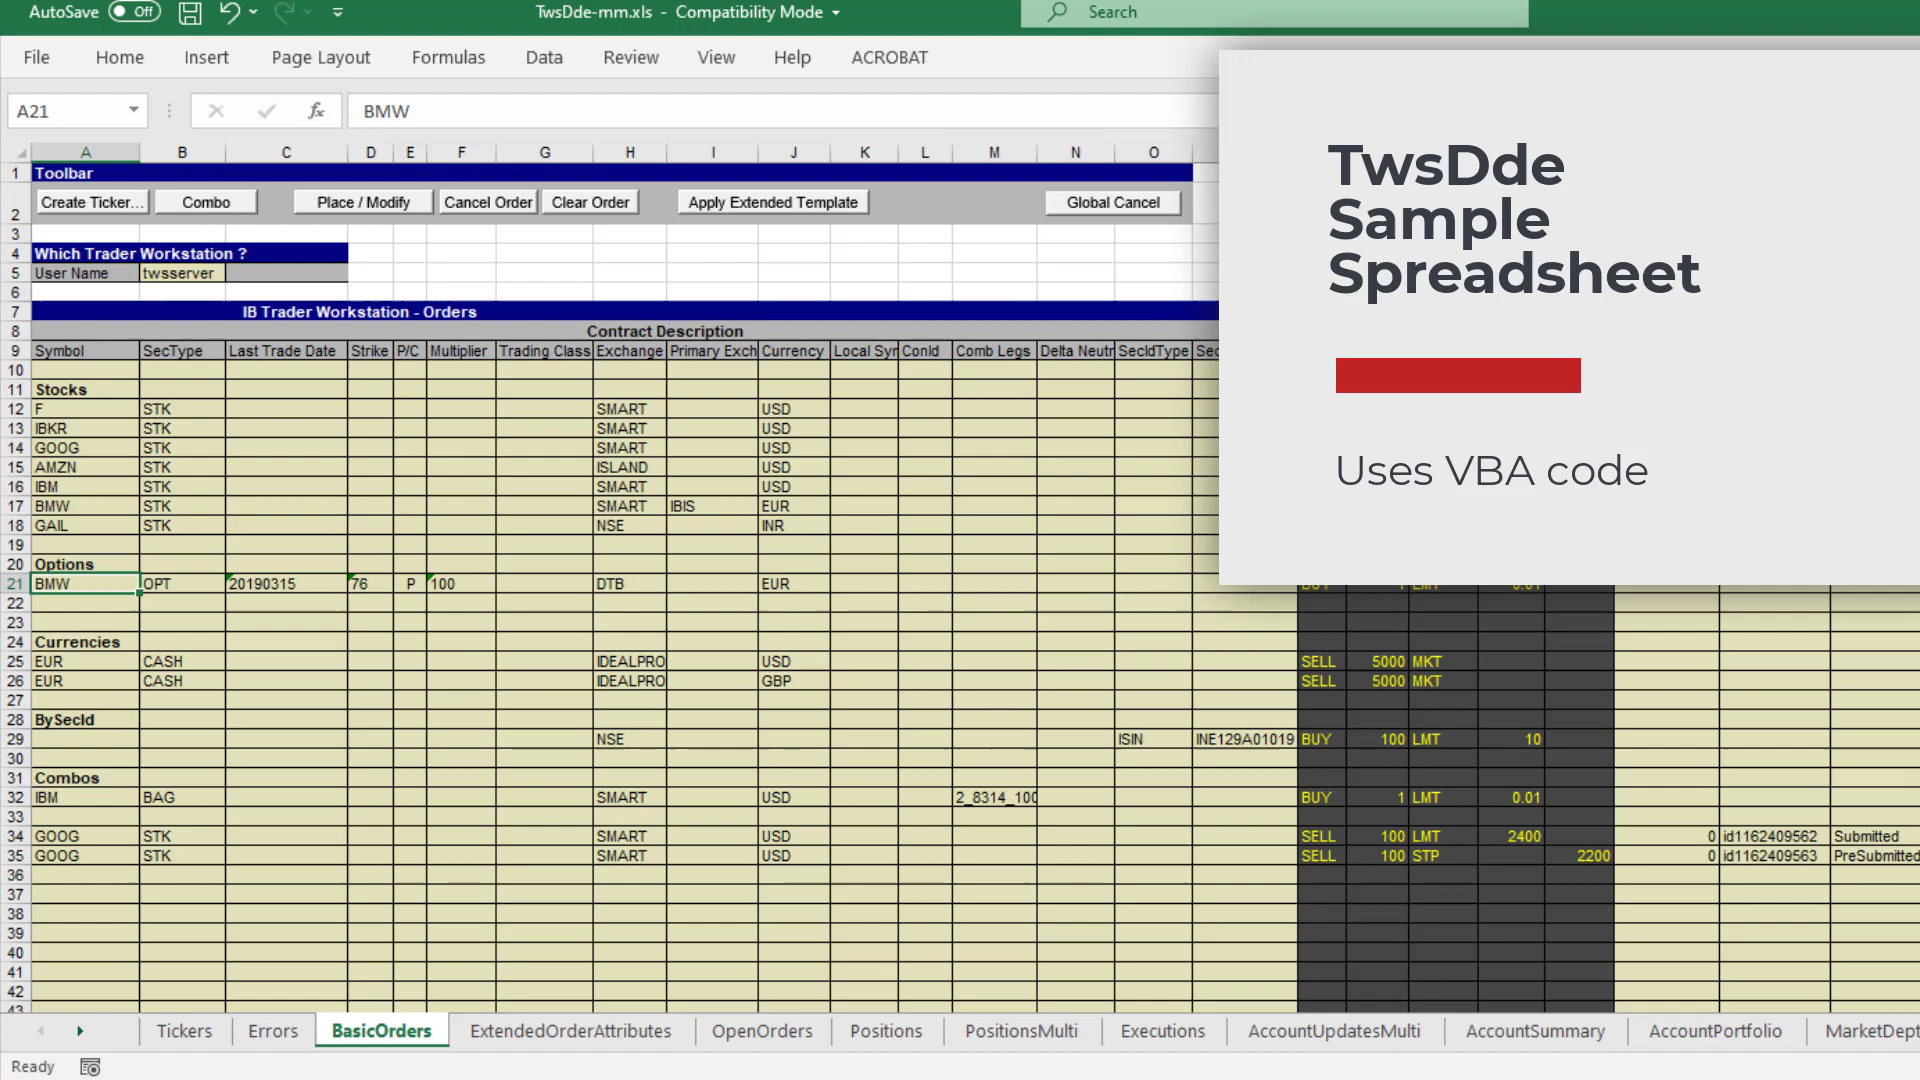 AutoSave Off TwsDde-mm.xls - Compatibility Mode Search
File Home Insert Page Layout Formulas Data Review View Help ACROBAT
A21 fx BMW
A B C D E F G H I J K L M N O
1 Toolbar
2 Create Ticker... Combo Place / Modify Cancel Order Clear Order Apply Extended Template Global Cancel
3
4 Which Trader Workstation ?
5 User Name twsserver
6
7 IB Trader Workstation - Orders
8 Contract Description
9 Symbol SecType Last Trade Date Strike P/C Multiplier Trading Class Exchange Primary Exch Currency Local Syr ConId Comb Legs Delta Neutr SecIdType Sec
10
11 Stocks
12 F STK SMART USD
13 IBKR STK SMART USD
14 GOOG STK SMART USD
15 AMZN STK ISLAND USD
16 IBM STK SMART USD
17 BMW STK SMART IBIS EUR
18 GAIL STK NSE INR
19
20 Options
21 BMW OPT 20190315 76 P 100 DTB EUR
22
23
24 Currencies
25 EUR CASH IDEALPRO USD SELL 5000 MKT
26 EUR CASH IDEALPRO GBP SELL 5000 MKT
27
28 BySecId
29 NSE ISIN INE129A01019 BUY 100 LMT 10
30
31 Combos
32 IBM BAG SMART USD 2_8314_100 BUY 1 LMT 0.01
33
34 GOOG STK SMART USD SELL 100 LMT 2400 0 id1162409562 Submitted
35 GOOG STK SMART USD SELL 100 STP 2200 0 id1162409563 PreSubmitted
36
37
38
39
40
41
42
43
TwsDde
Sample
Spreadsheet
Uses VBA code
Tickers Errors BasicOrders ExtendedOrderAttributes OpenOrders Positions PositionsMulti Executions AccountUpdatesMulti AccountSummary AccountPortfolio MarketDept
Ready